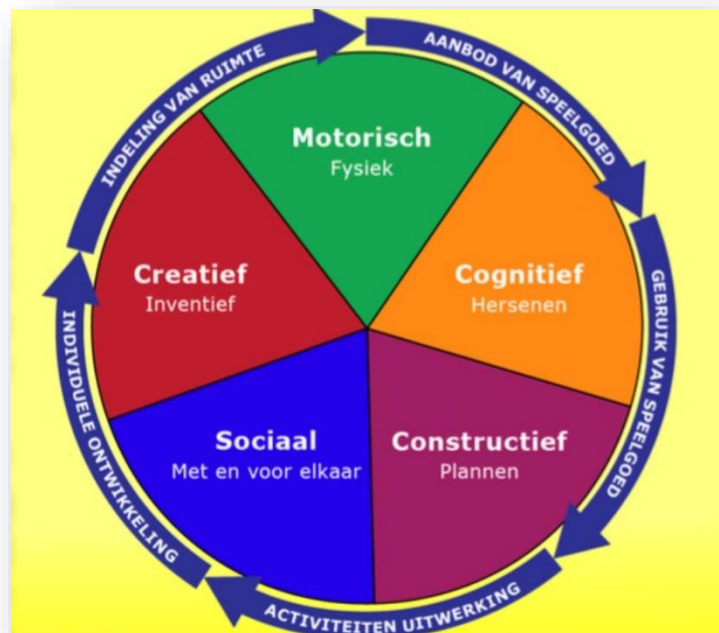 INDELING VAN RUIMTE
AANBOD VAN SPEELGOED
Motorisch
Fysiek
Creatief
Inventief
Cognitief
Hersenen
GEBRUIK VAN SPEELGOED
INDIVIDUELE ONTWIKKELING
Sociaal
Met en voor elkaar
Constructief
Plannen
ACTIVITEITEN UITWERKING